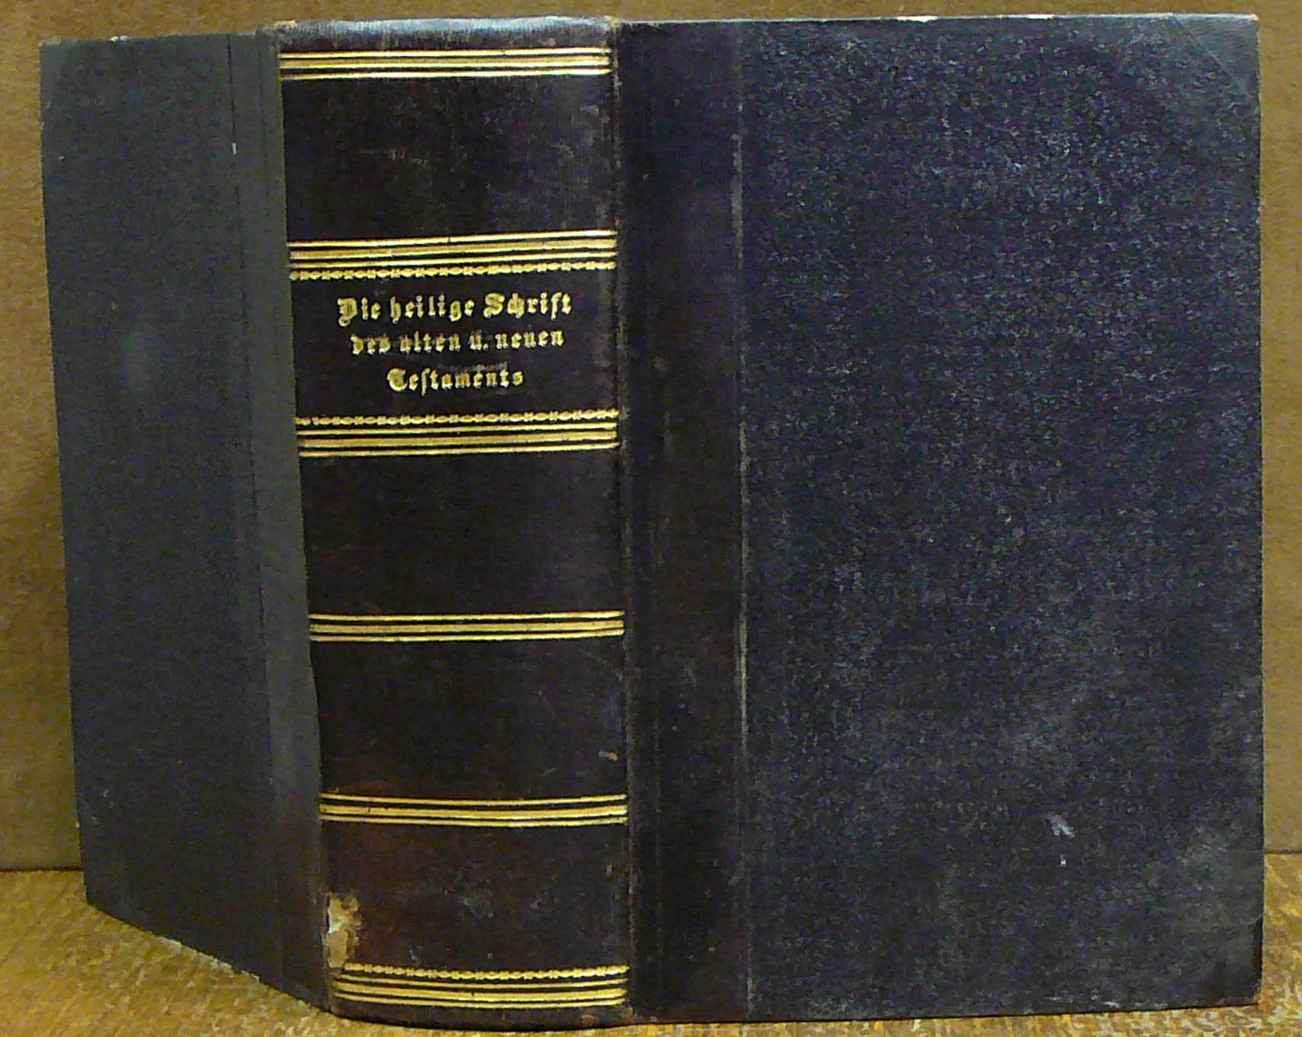 Die heilige Schrift
des alten u. neuen
Testaments